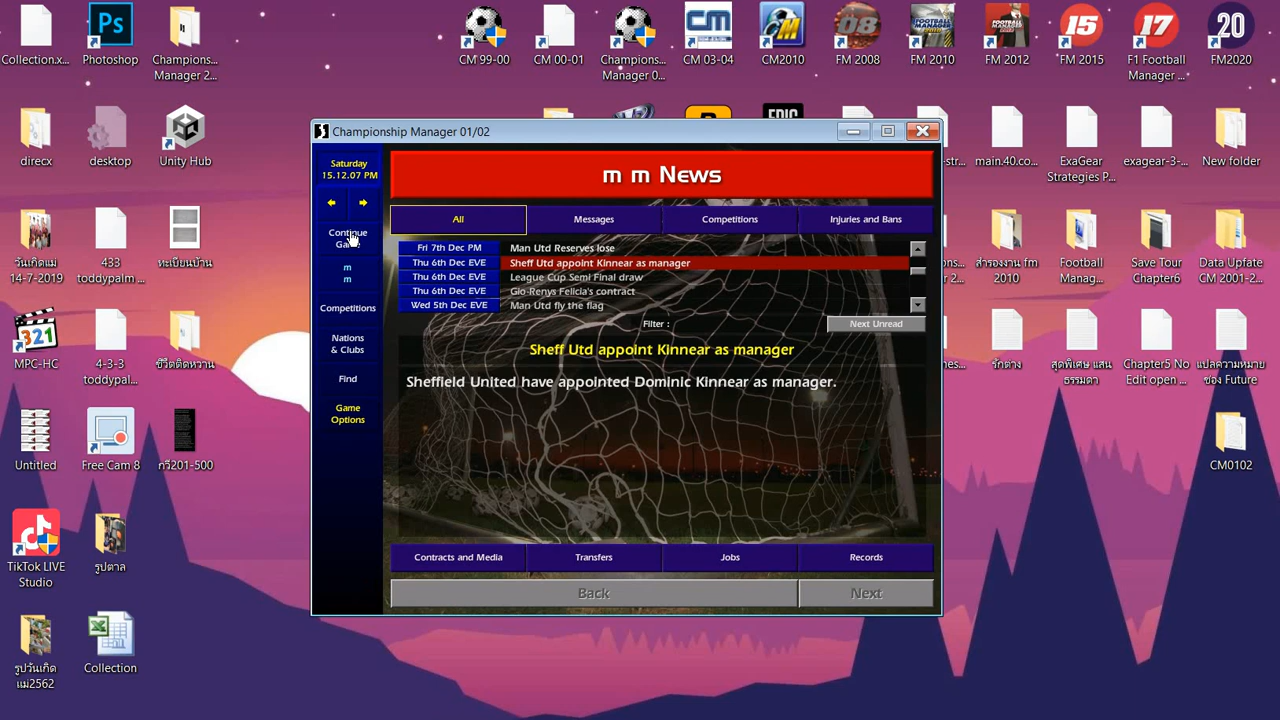 Collection.x...
Photoshop
Champions...
Manager 2...
CM 99-00
CM 00-01
Champions...
Manager 0...
CM 03-04
CM2010
FM 2008
FM 2010
FM 2012
FM 2015
F1 Football
Manager ...
FM2020
direcx
desktop
Unity Hub
main.40.co...
ExaGear
Strategies P...
exagear-3-...
New folder
วันเกิดแม่
14-7-2019
433
toddypalm...
ทะเบียนบ้าน
สำรองงาน fm
2010
Football
Manag...
Save Tour
Chapter6
Data Uptate
CM 2001-2...
MPC-HC
4-3-3
toddypal...
ชีวิตติดหวาน
รักต่าง
สุดพิเศษ แสน
ธรรมดา
Chapter5 No
Edit open ...
แปลความหมาย
ของ Future
Untitled
Free Cam 8
กวี201-500
CM0102
TikTok LIVE
Studio
รูปตาล
รูปวันเกิด
แม่2562
Collection
Championship Manager 01/02
Saturday
15.12.07 PM
Continue
Game
m
m
Competitions
Nations
& Clubs
Find
Game
Options
m m News
All
Messages
Competitions
Injuries and Bans
Fri 7th Dec PM Man Utd Reserves lose
Thu 6th Dec EVE Sheff Utd appoint Kinnear as manager
Thu 6th Dec EVE League Cup Semi Final draw
Thu 6th Dec EVE Gio-Renys Felicia's contract
Wed 5th Dec EVE Man Utd fly the flag
Filter :
Next Unread
Sheff Utd appoint Kinnear as manager
Sheffield United have appointed Dominic Kinnear as manager.
Contracts and Media
Transfers
Jobs
Records
Back
Next